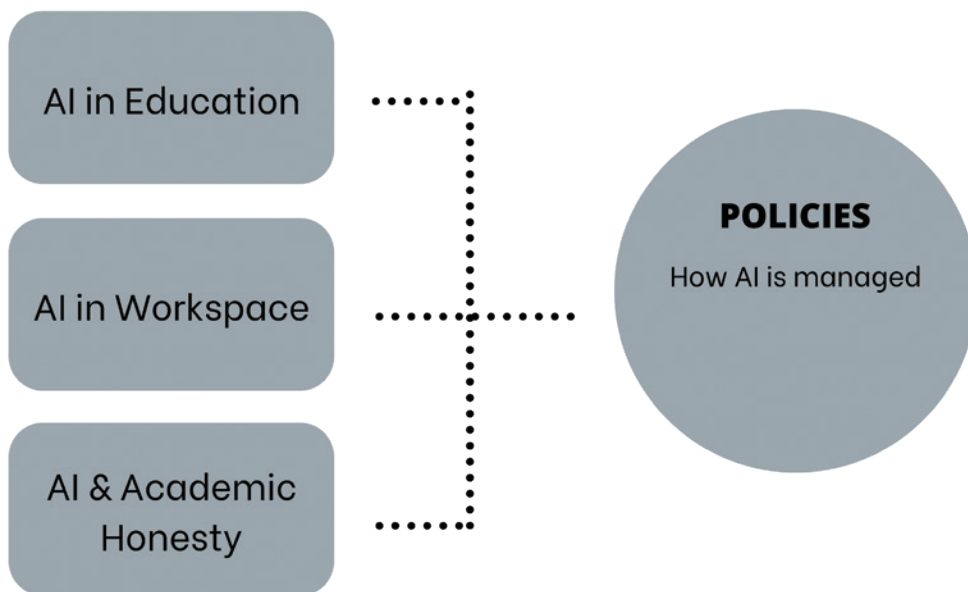 AI in Education
AI in Workspace
AI & Academic
Honesty
POLICIES
How AI is managed